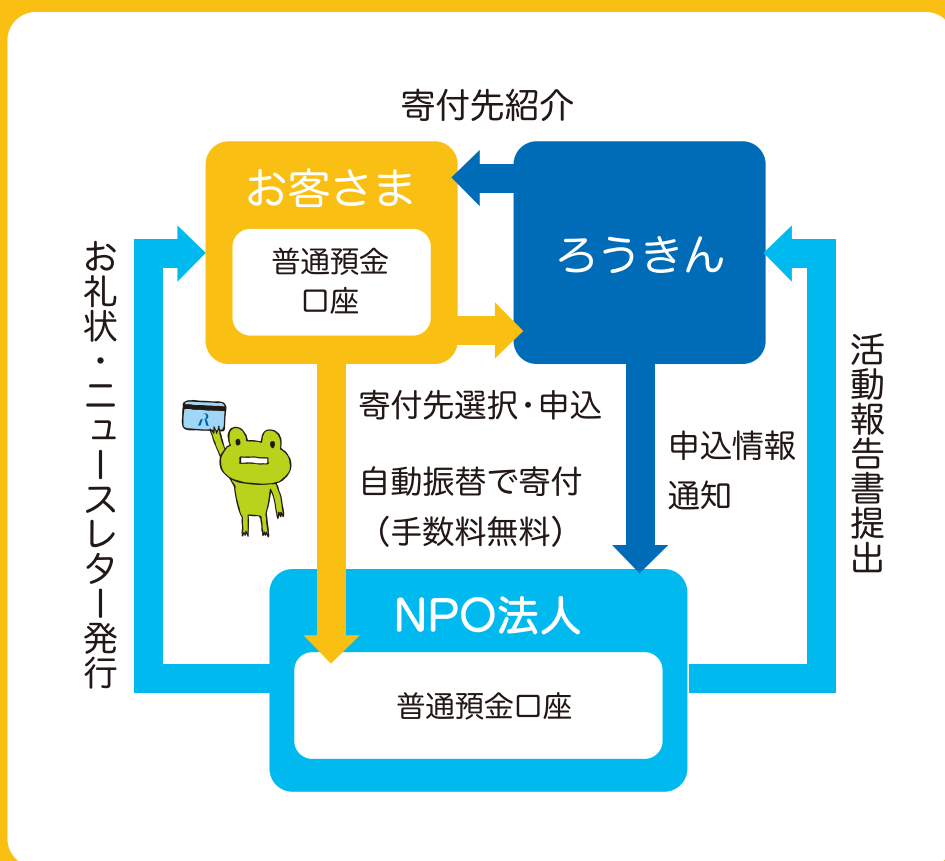 寄付先紹介
お客さま
普通預金
口座
ろうきん
お礼状・ニュースレター発行
寄付先選択・申込
自動振替で寄付
（手数料無料）
申込情報
通知
活動報告書提出
R
NPO法人
普通預金口座